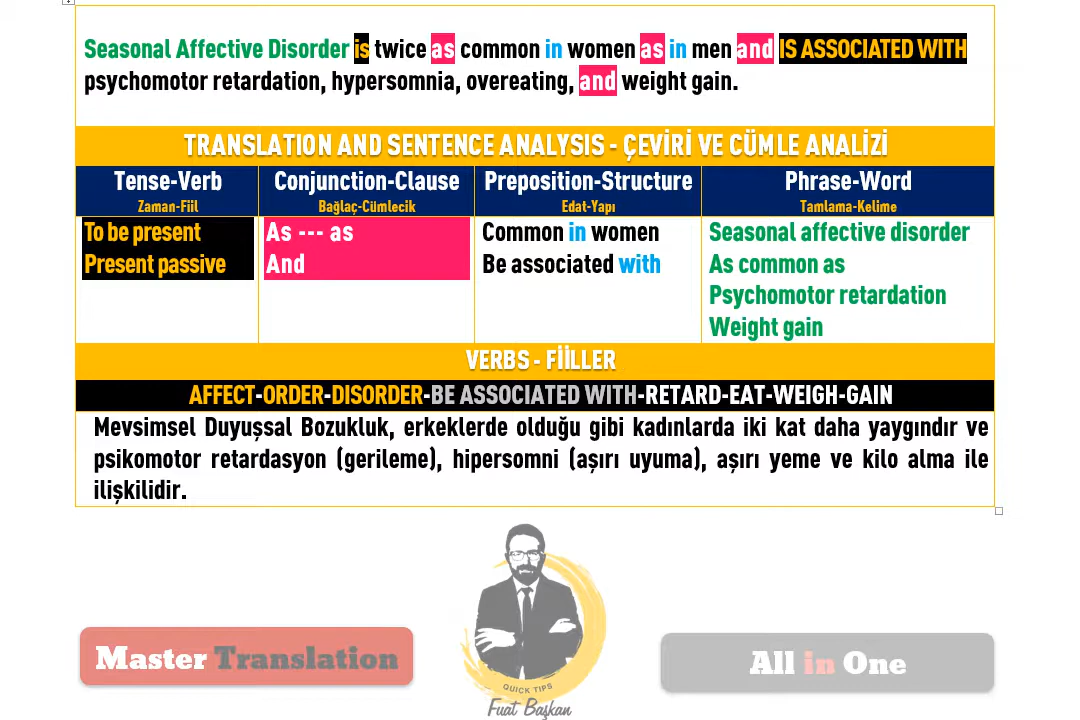 Seasonal Affective Disorder is twice as common in women as in men and IS ASSOCIATED WITH
psychomotor retardation, hypersomnia, overeating, and weight gain.
TRANSLATION AND SENTENCE ANALYSIS - ÇEVİRİ VE CÜMLE ANALİZİ
Tense-Verb Conjunction-Clause Preposition-Structure Phrase-Word
Zaman-Fiil Bağlaç-Cümlecik Edat-Yapı Tamlama-Kelime
To be present As --- as Common in women Seasonal affective disorder
Present passive And Be associated with As common as
Psychomotor retardation
Weight gain
VERBS - FİİLLER
AFFECT-ORDER-DISORDER-BE ASSOCIATED WITH-RETARD-EAT-WEIGH-GAIN
Mevsimsel Duyuşsal Bozukluk, erkeklerde olduğu gibi kadınlarda iki kat daha yaygındır ve
psikomotor retardasyon (gerileme), hipersomni (aşırı uyuma), aşırı yeme ve kilo alma ile
ilişkilidir.
Master Translation
All in One
QUICK TIPS
Fuat Başkan